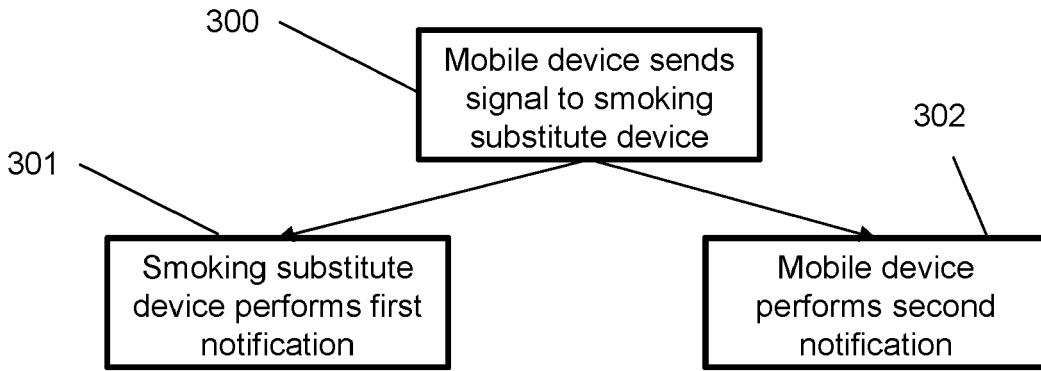 300
Mobile device sends
signal to smoking
substitute device
302
301
Smoking substitute
device performs first
notification
Mobile device
performs second
notification